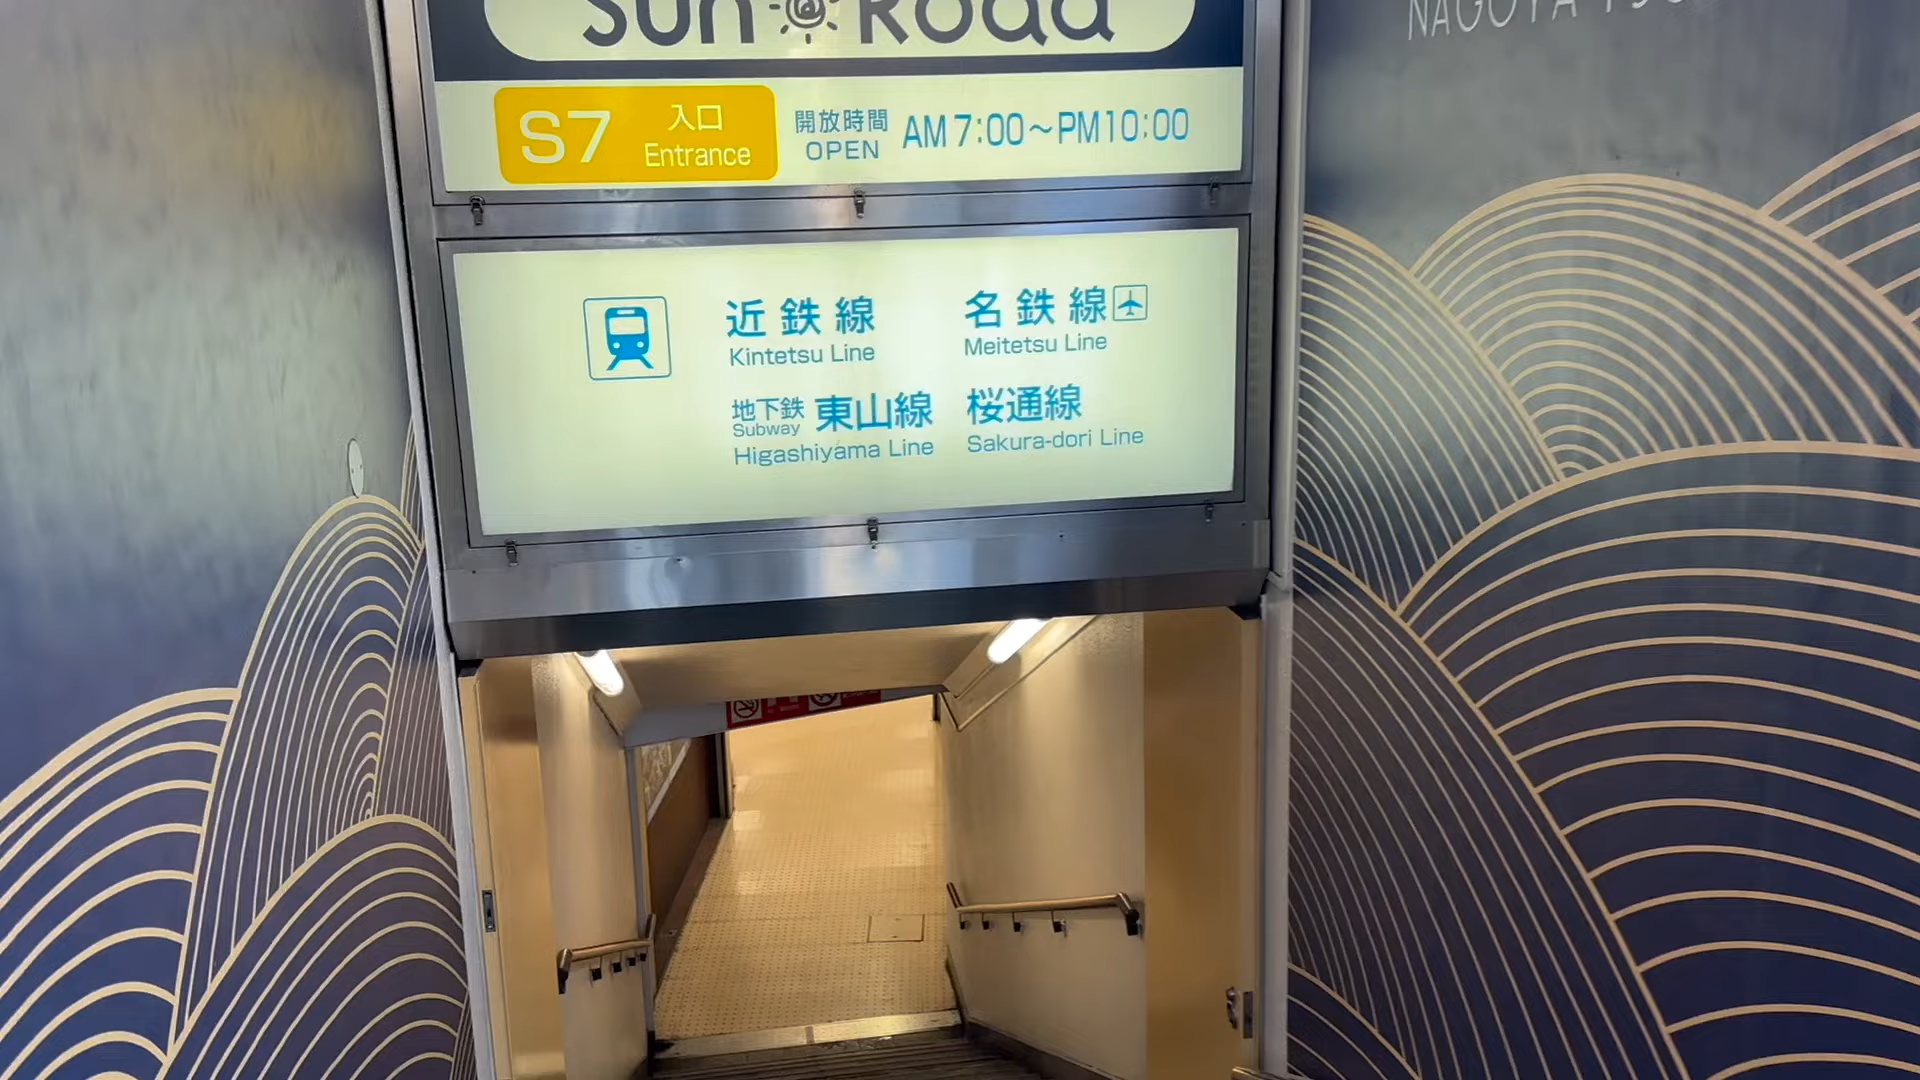 Sun Road
S7 入口 Entrance
開放時間 OPEN AM7:00～PM10:00
近鉄線
Kintetsu Line
名鉄線
Meitetsu Line
地下鉄 Subway 東山線
Higashiyama Line
桜通線
Sakura-dori Line
NAGOYA